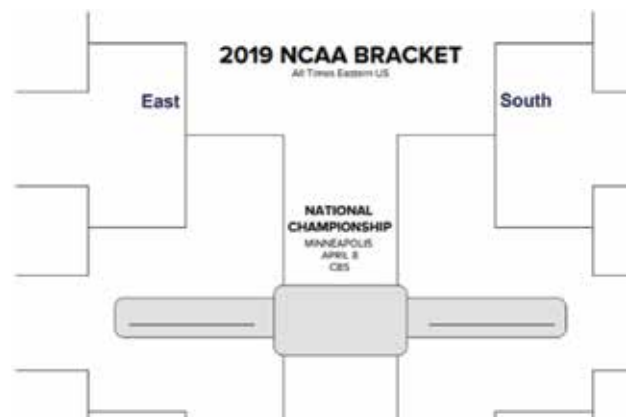 2019 NCAA BRACKET
All Times Eastern US
East
South
NATIONAL
CHAMPIONSHIP
MINNEAPOLIS
APRIL 8
CBS